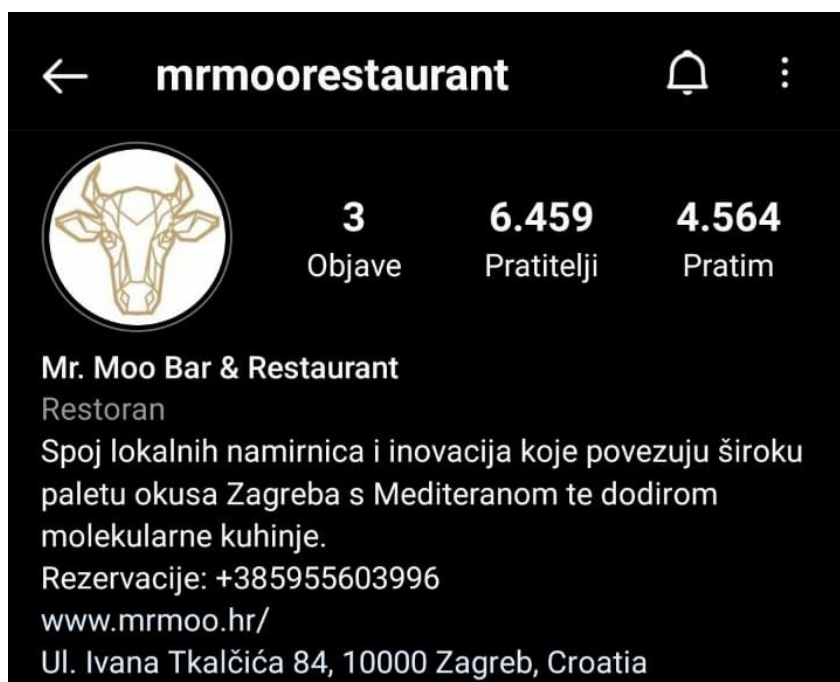 mrmoorestaurant
3 6.459 4.564
Objave Pratitelji Pratim
Mr. Moo Bar & Restaurant
Restoran
Spoj lokalnih namirnica i inovacija koje povezuju široku
paletu okusa Zagreba s Mediteranom te dodirom
molekularne kuhinje.
Rezervacije: +385955603996
www.mrmoo.hr/
Ul. Ivana Tkalčića 84, 10000 Zagreb, Croatia